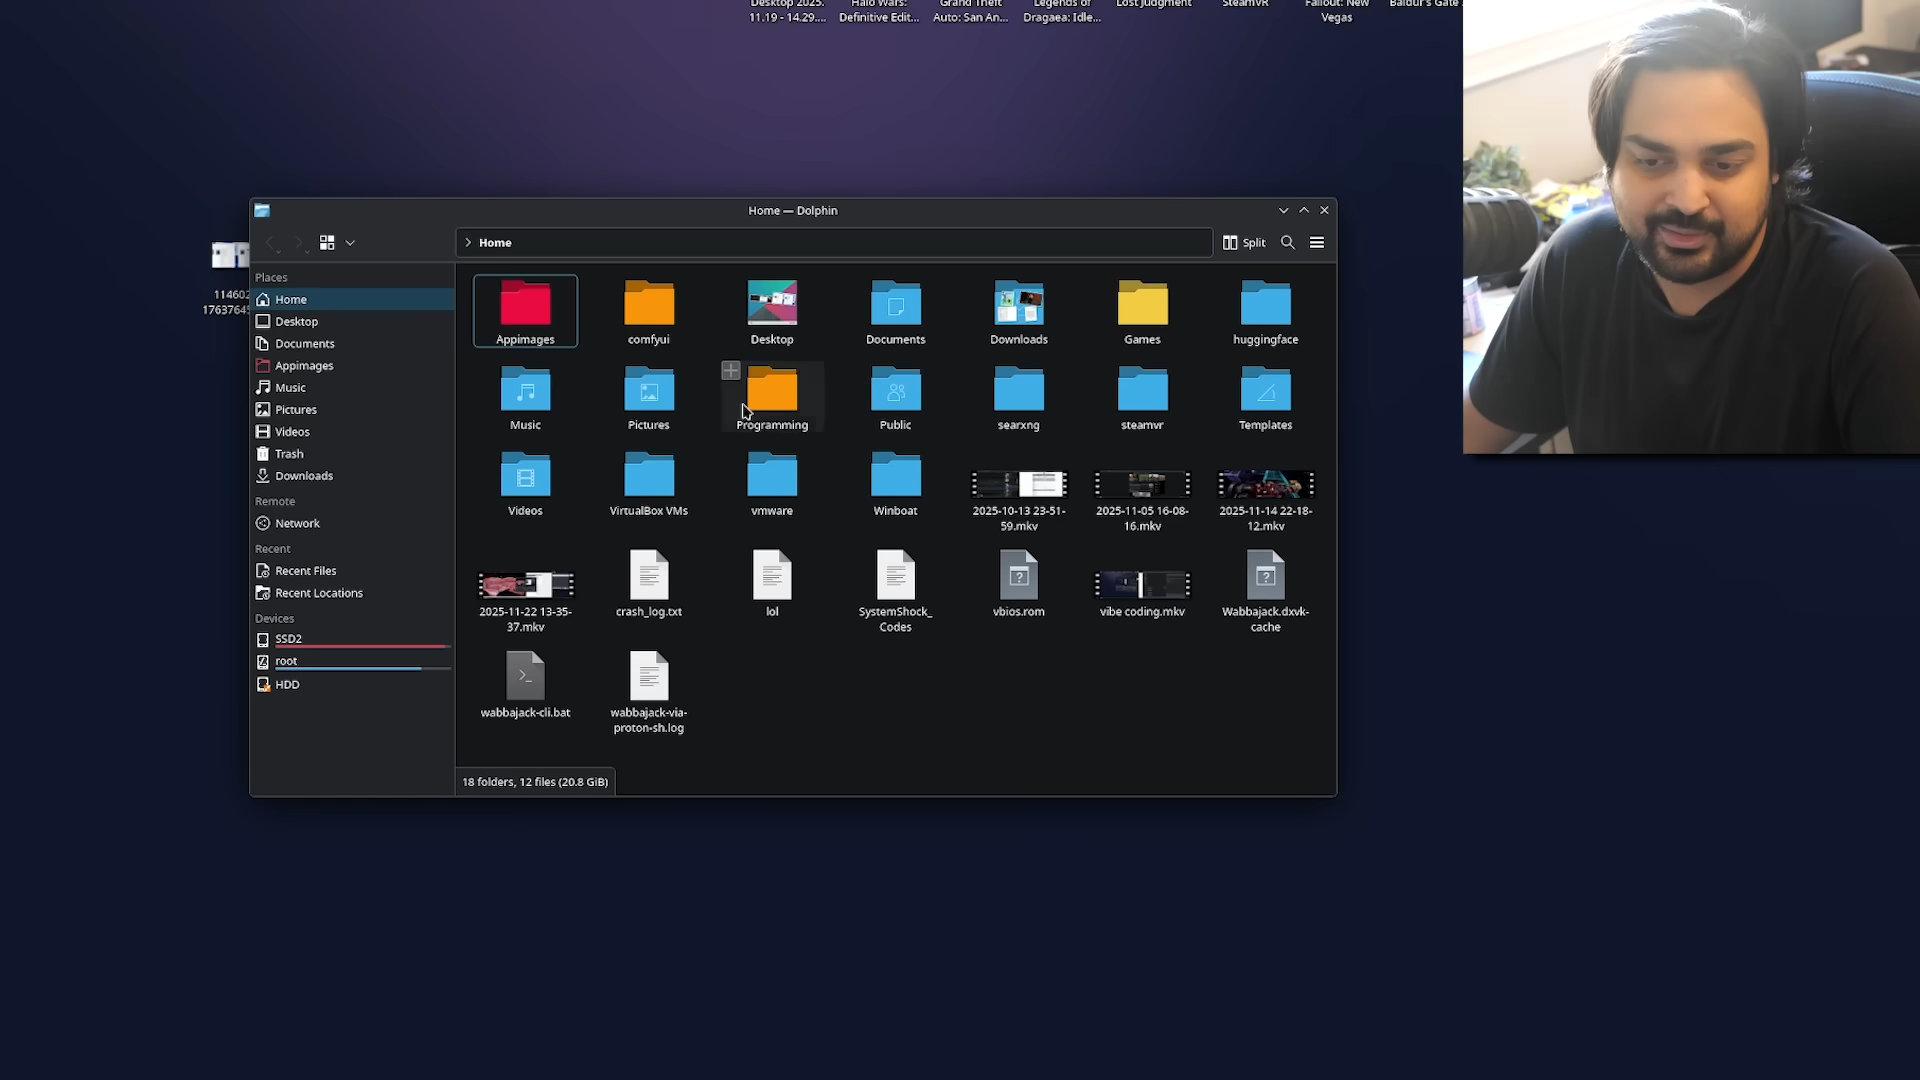 Desktop 2025.
11.19 - 14.29....
Halo Wars:
Definitive Edit...
Grand Theft
Auto: San An...
Legends of
Dragaea: Idle...
Lost Judgment
SteamVR
Fallout: New
Vegas
Baldur's Gate
114602
1763764
Home — Dolphin
Home
Split
Places
Home
Desktop
Documents
Appimages
Music
Pictures
Videos
Trash
Downloads
Remote
Network
Recent
Recent Files
Recent Locations
Devices
SSD2
root
HDD
Appimages
comfyui
Desktop
Documents
Downloads
Games
huggingface
Music
Pictures
Programming
Public
searxng
steamvr
Templates
Videos
VirtualBox VMs
vmware
Winboat
2025-10-13 23-51-
59.mkv
2025-11-05 16-08-
16.mkv
2025-11-14 22-18-
12.mkv
2025-11-22 13-35-
37.mkv
crash_log.txt
lol
SystemShock_
Codes
vbios.rom
vibe coding.mkv
Wabbajack.dxvk-
cache
wabbajack-cli.bat
wabbajack-via-
proton-sh.log
18 folders, 12 files (20.8 GiB)